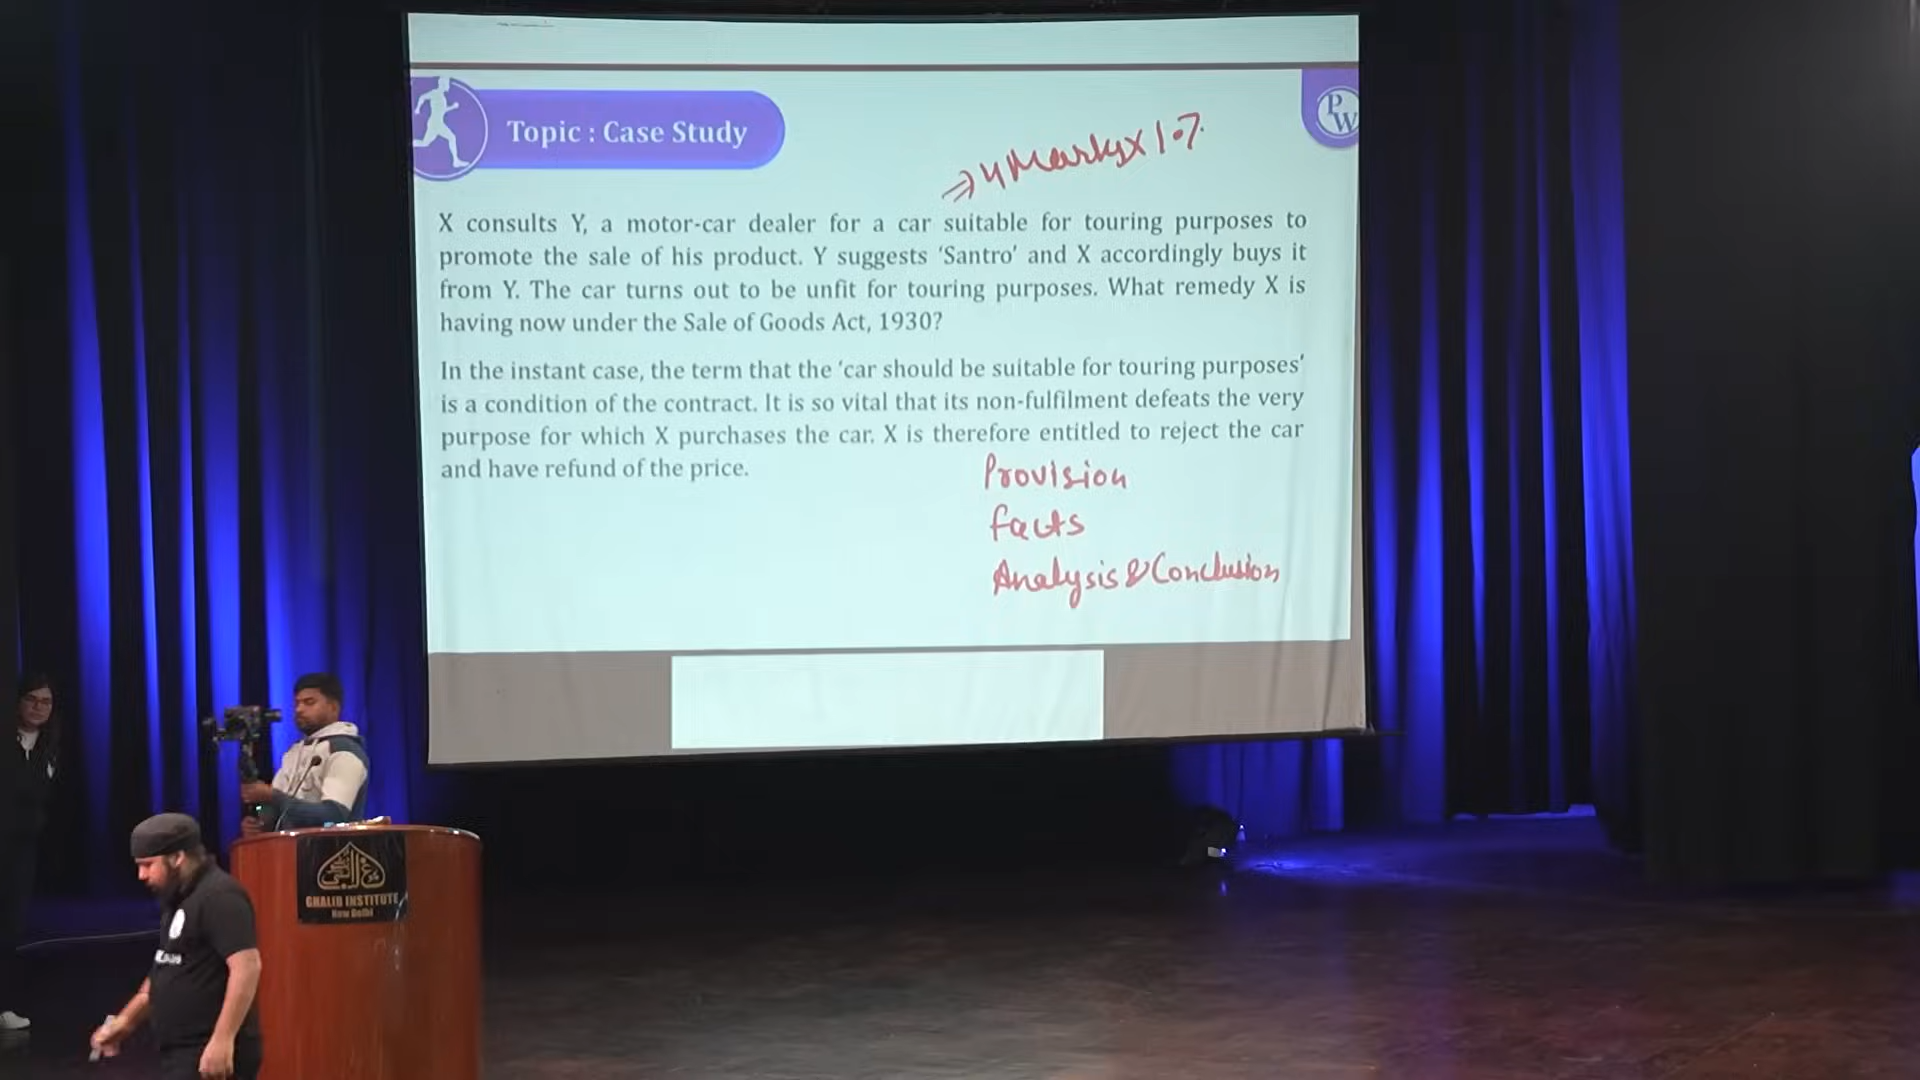 Topic : Case Study
PW
⇒ 4 Marks x 1.7.
X consults Y, a motor-car dealer for a car suitable for touring purposes to
promote the sale of his product. Y suggests ‘Santro’ and X accordingly buys it
from Y. The car turns out to be unfit for touring purposes. What remedy X is
having now under the Sale of Goods Act, 1930?
In the instant case, the term that the ‘car should be suitable for touring purposes’
is a condition of the contract. It is so vital that its non-fulfilment defeats the very
purpose for which X purchases the car. X is therefore entitled to reject the car
and have refund of the price.
Provision
Facts
Analysis & Conclusion
GHALIB INSTITUTE
New Delhi